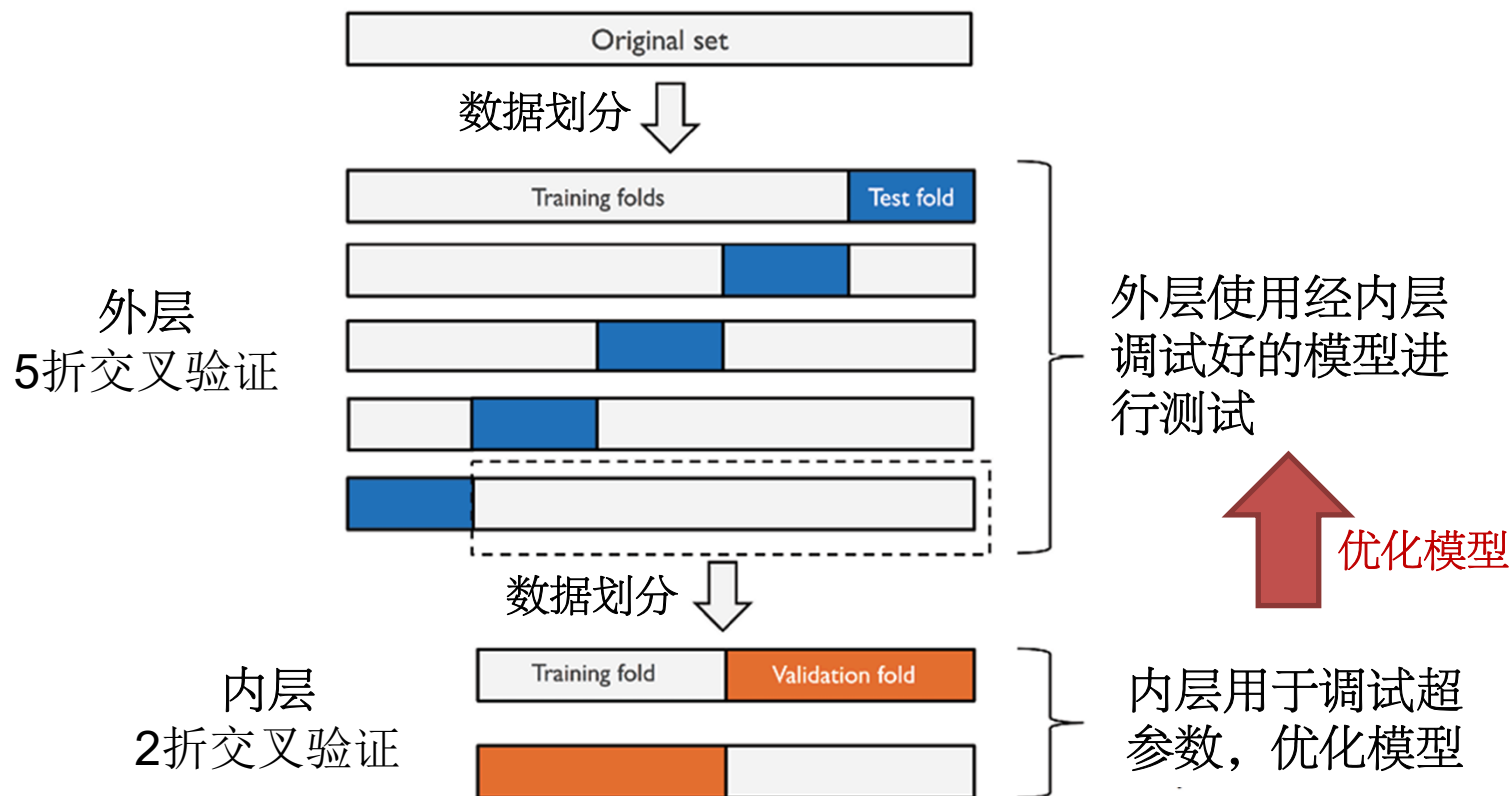 Original set
数据划分
Training folds
Test fold
外层
5折交叉验证
外层使用经内层
调试好的模型进
行测试
优化模型
数据划分
Training fold
Validation fold
内层
2折交叉验证
内层用于调试超
参数，优化模型